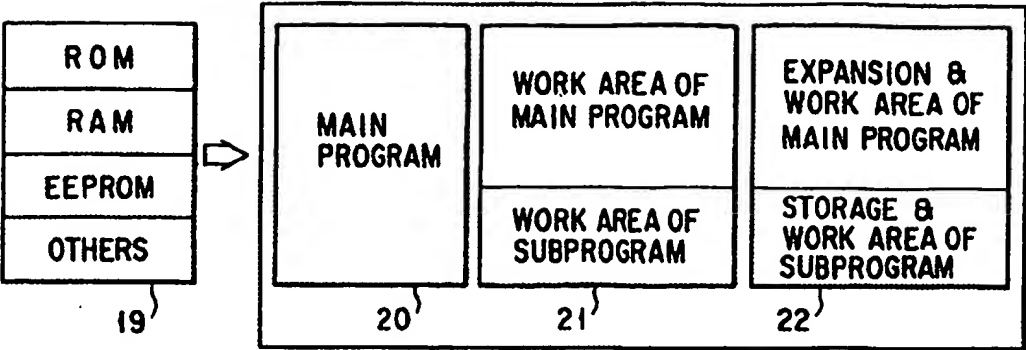 ROM
RAM
EEPROM
OTHERS
19
MAIN
PROGRAM
20
WORK AREA OF
MAIN PROGRAM
WORK AREA OF
SUBPROGRAM
21
EXPANSION &
WORK AREA OF
MAIN PROGRAM
STORAGE &
WORK AREA OF
SUBPROGRAM
22